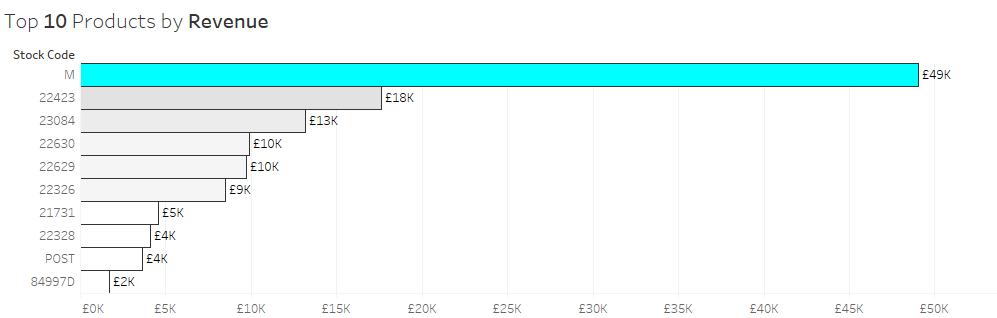 Top 10 Products by Revenue
Stock Code
M £49K
22423 £18K
23084 £13K
22630 £10K
22629 £10K
22326 £9K
21731 £5K
22328 £4K
POST £4K
84997D £2K
£0K £5K £10K £15K £20K £25K £30K £35K £40K £45K £50K